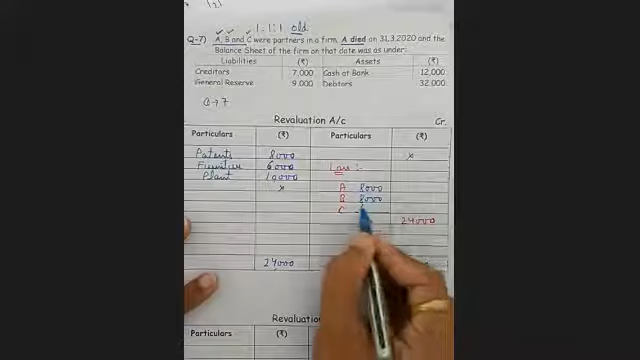 (2)
1:1:1 old
Q-7) A, B and C were partners in a firm, A died on 31.3.2020 and the
Balance Sheet of the firm on that date was as under:
Liabilities (₹) Assets (₹)
Creditors 7,000 Cash at Bank 12,000
General Reserve 9,000 Debtors 32,000
Q→7
Revaluation A/c Cr.
Particulars (₹) Particulars (₹)
Patents 8000 x
Furniture 6000 Loss :-
Plant 10000
x A 8000
B 8000
C
24000
24000
Revaluation
Particulars (₹)